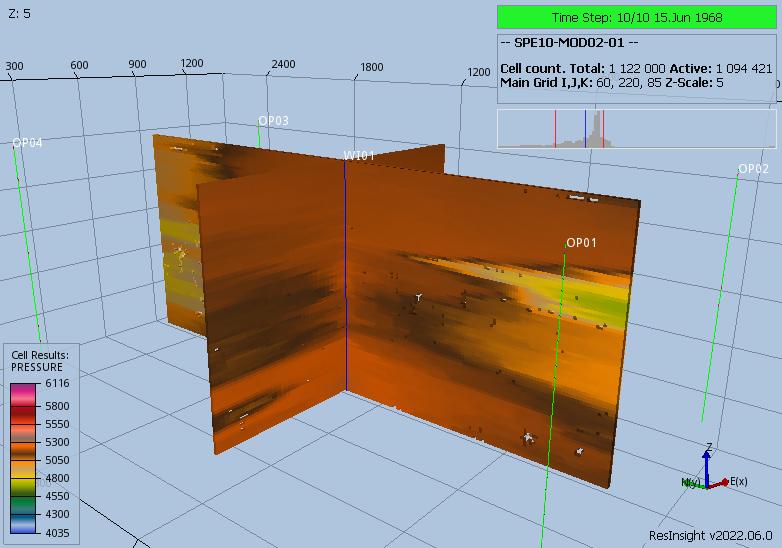 Z: 5
Time Step: 10/10 15.Jun 1968
-- SPE10-MOD02-01 --
Cell count. Total: 1 122 000 Active: 1 094 421
Main Grid I,J,K: 60, 220, 85 Z-Scale: 5
300
600
900
1200
2400
1800
1200
OP04
OP03
WI01
OP02
OP01
Cell Results:
PRESSURE
6116
5800
5550
5300
5050
4800
4550
4300
4035
Z
N(y)
E(x)
ResInsight v2022.06.0